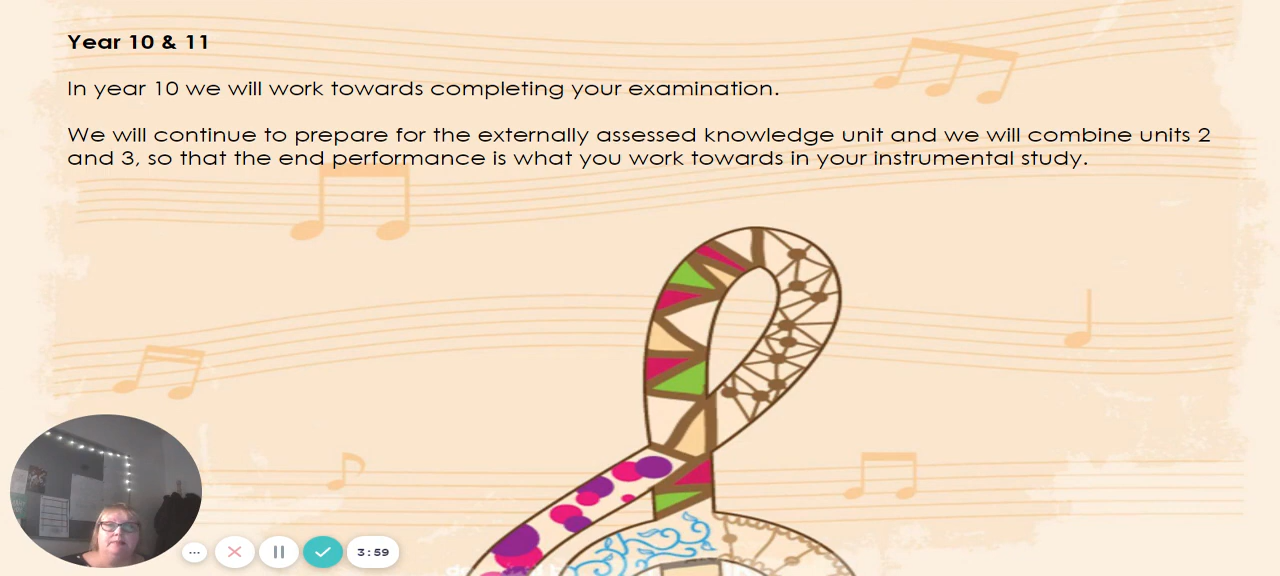 Year 10 & 11
In year 10 we will work towards completing your examination.
We will continue to prepare for the externally assessed knowledge unit and we will combine units 2
and 3, so that the end performance is what you work towards in your instrumental study.
3:59